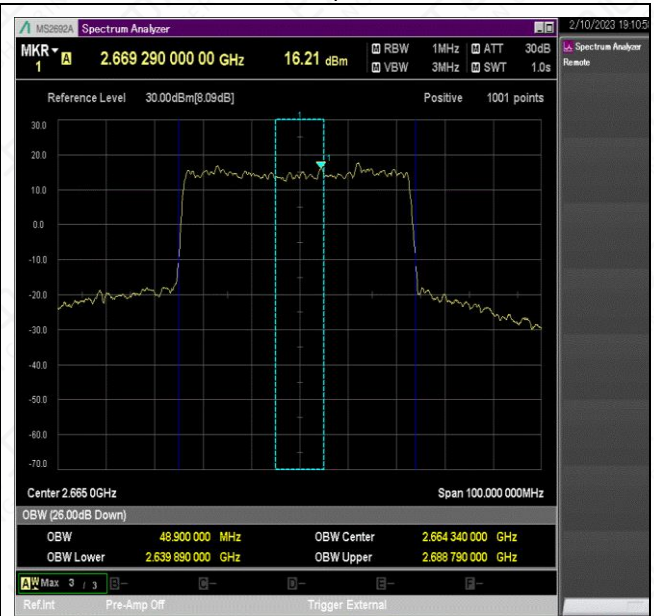 MS2692A Spectrum Analyzer
2/10/2023 19:10:5
MKR 1 A 2.669 290 000 00 GHz 16.21 dBm
M RBW 1MHz M ATT 30dB
M VBW 3MHz M SWT 1.0s
Spectrum Analyzer
Remote
Reference Level 30.00dBm[8.09dB] Positive 1001 points
1
30.0
20.0
1
10.0
0.0
-10.0
-20.0
-30.0
-40.0
-50.0
-60.0
-70.0
Center 2.665 0GHz Span 100.000 000MHz
OBW (26.00dB Down)
OBW 48.900 000 MHz OBW Center 2.664 340 000 GHz
OBW Lower 2.639 890 000 GHz OBW Upper 2.688 790 000 GHz
A W Max 3 / 3 B- C- D- E- F-
Ref.Int Pre-Amp Off Trigger External